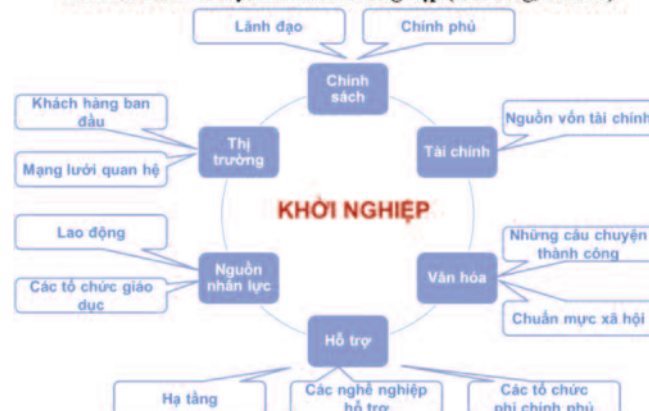 Lãnh đạo
Chính phủ
Chính
sách
Khách hàng ban
đầu
Mạng lưới quan hệ
Thị
trường
Tài chính
Nguồn vốn tài chính
KHỞI NGHIỆP
Lao động
Các tổ chức giáo
dục
Nguồn
nhân lực
Văn hóa
Những câu chuyện
thành công
Chuẩn mực xã hội
Hỗ trợ
Hạ tầng
Các nghề nghiệp
hỗ trợ
Các tổ chức
phi chính phủ